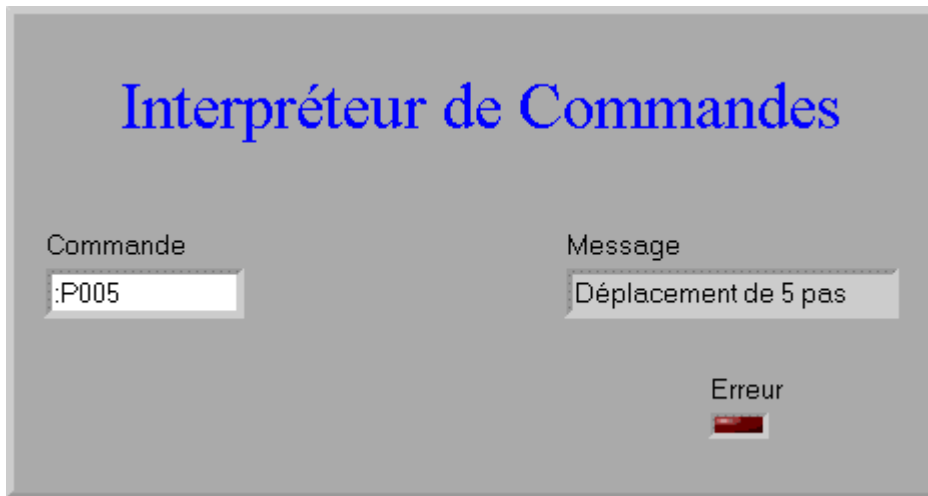 Interpréteur de Commandes
Commande
Message
:P005
Déplacement de 5 pas
Erreur